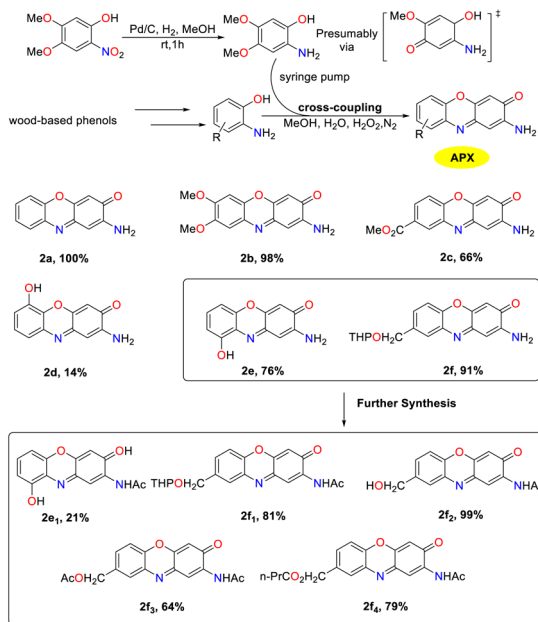 MeO OH Pd/C, H2, MeOH MeO OH Presumably via MeO OH ‡
MeO NO2 rt,1h MeO NH2 O NH2
syringe pump
wood-based phenols OH cross-coupling O O
R NH2 MeOH, H2O, H2O2,N2 R N NH2
APX
O O MeO O O O O
N NH2 MeO N NH2 MeO2C N NH2
2a, 100% 2b, 98% 2c, 66%
OH
O O O O O O
N NH2 N NH2 THPOH2C N NH2
OH
2d, 14% 2e, 76% 2f, 91%
Further Synthesis
O OH O O O O
N NHAc THPOH2C N NHAc HOH2C N NHAc
OH
2e1, 21% 2f1, 81% 2f2, 99%
O O O O
AcOH2C N NHAc n-PrCO2H2C N NHAc
2f3, 64% 2f4, 79%